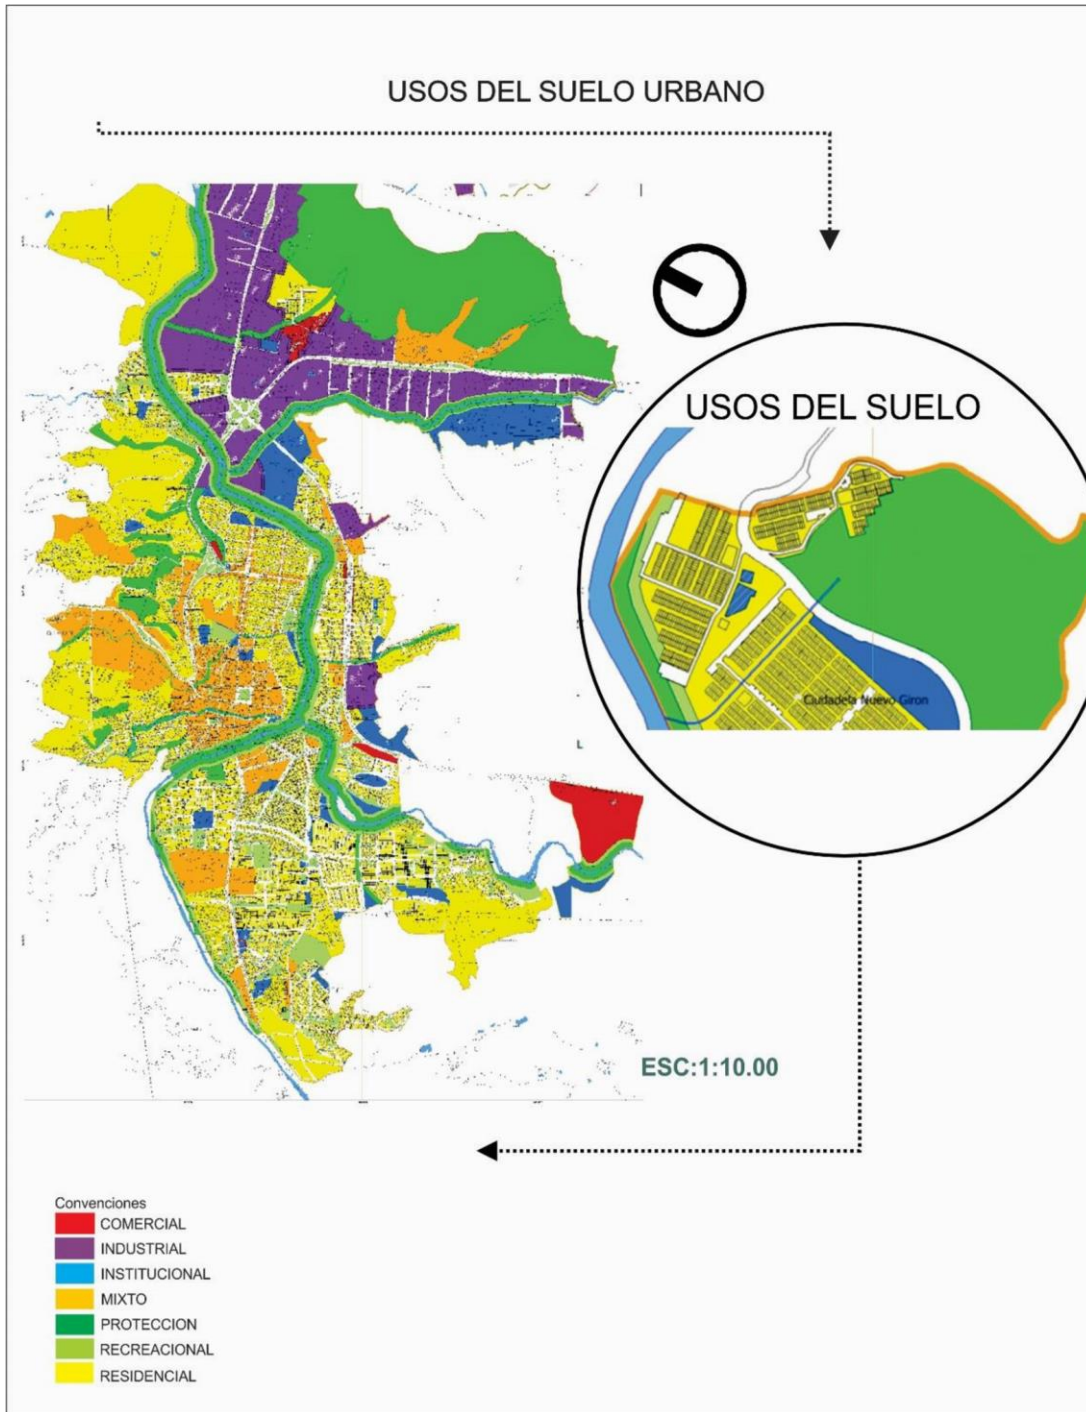 USOS DEL SUELO URBANO
USOS DEL SUELO
Ciudadela Nuevo Giron
L
ESC:1:10.00
Convenciones
COMERCIAL
INDUSTRIAL
INSTITUCIONAL
MIXTO
PROTECCION
RECREACIONAL
RESIDENCIAL